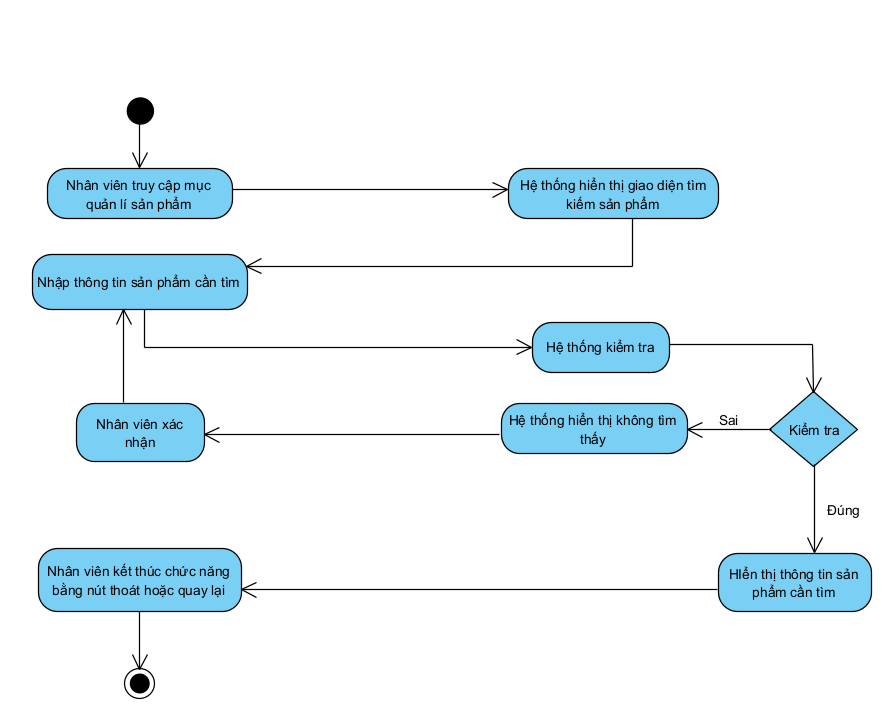 Nhân viên truy cập mục
quản lí sản phẩm
Hệ thống hiển thị giao diện tìm
kiếm sản phẩm
Nhập thông tin sản phẩm cần tìm
Hệ thống kiểm tra
Kiểm tra
Sai
Hệ thống hiển thị không tìm
thấy
Nhân viên xác
nhận
Đúng
HIển thị thông tin sản
phẩm cần tìm
Nhân viên kết thúc chức năng
bằng nút thoát hoặc quay lại